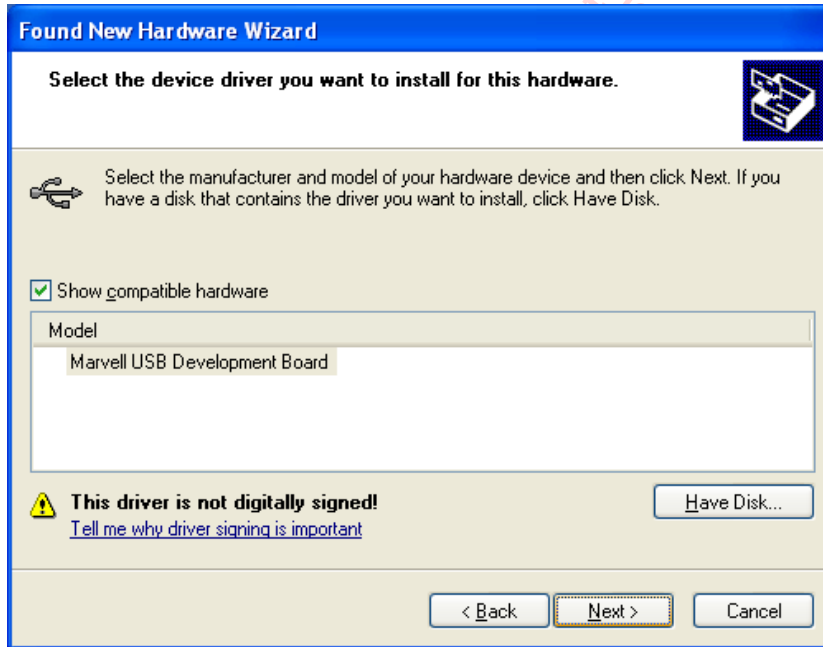 Found New Hardware Wizard
Select the device driver you want to install for this hardware.
Select the manufacturer and model of your hardware device and then click Next. If you
have a disk that contains the driver you want to install, click Have Disk.
Show compatible hardware
Model
Marvell USB Development Board
This driver is not digitally signed!
Have Disk...
Tell me why driver signing is important
< Back
Next >
Cancel